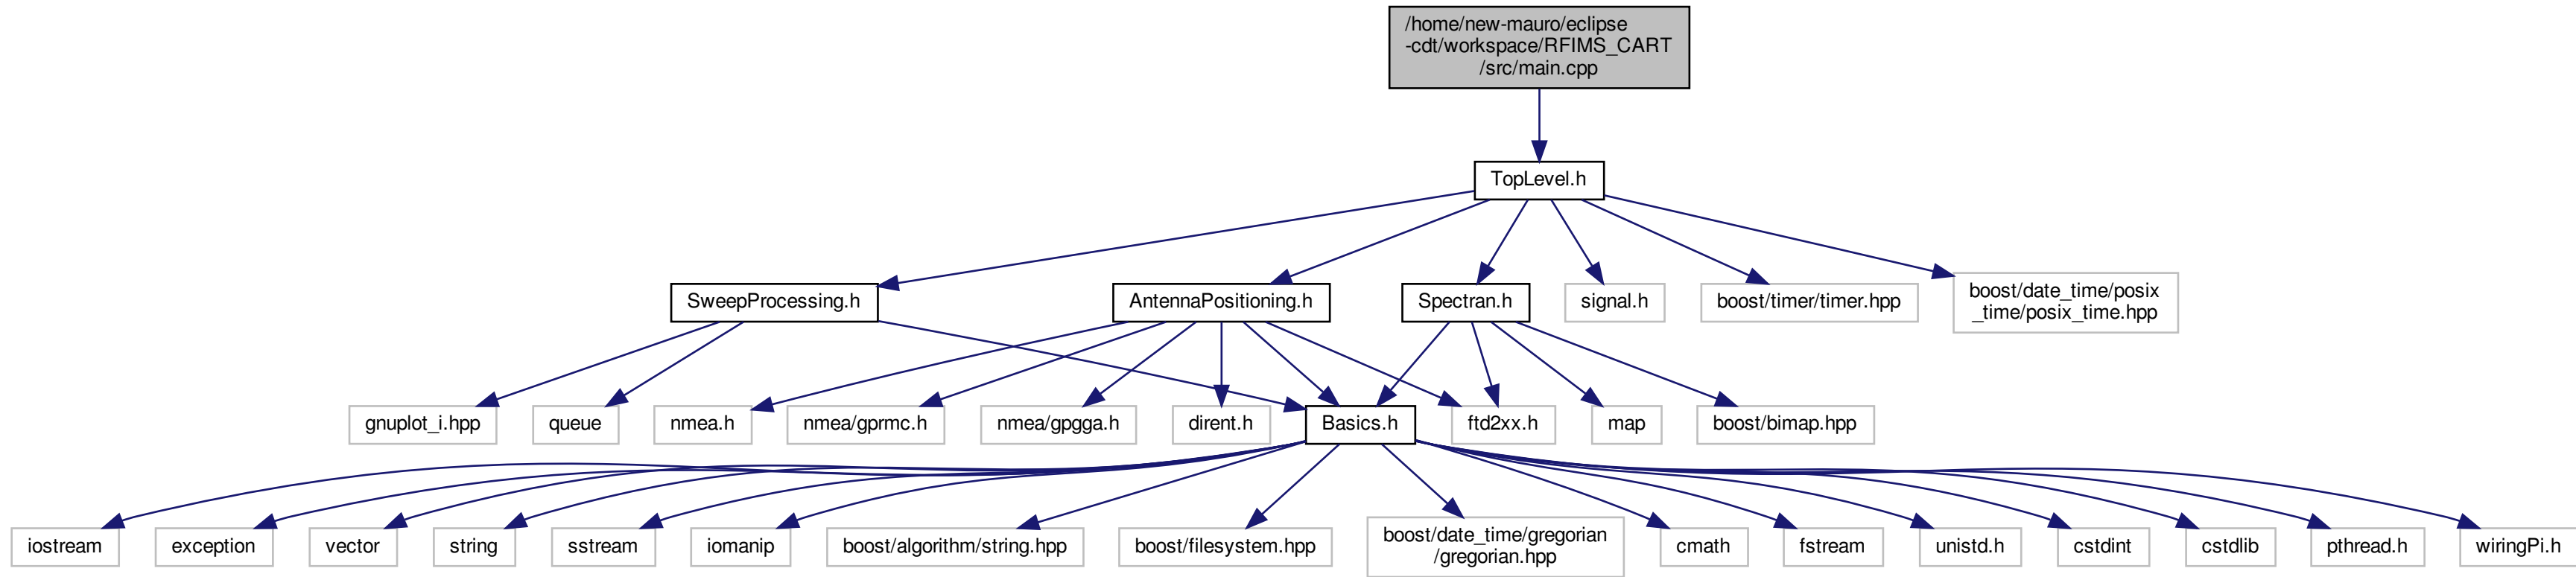 /home/new-mauro/eclipse
-cdt/workspace/RFIMS_CART
/src/main.cpp
TopLevel.h
SweepProcessing.h
AntennaPositioning.h
Spectran.h
signal.h
boost/timer/timer.hpp
boost/date_time/posix
_time/posix_time.hpp
gnuplot_i.hpp
queue
nmea.h
nmea/gprmc.h
nmea/gpgga.h
dirent.h
Basics.h
ftd2xx.h
map
boost/bimap.hpp
iostream
exception
vector
string
sstream
iomanip
boost/algorithm/string.hpp
boost/filesystem.hpp
boost/date_time/gregorian
/gregorian.hpp
cmath
fstream
unistd.h
cstdint
cstdlib
pthread.h
wiringPi.h